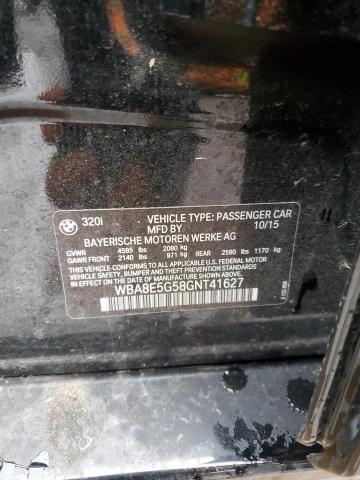 BMW 320i VEHICLE TYPE: PASSENGER CAR
MFD BY 10/15
BAYERISCHE MOTOREN WERKE AG
GVWR 4585 lbs 2080 kg
GAWR FRONT 2140 lbs 971 kg REAR 2580 lbs 1170 kg
THIS VEHICLE CONFORMS TO ALL APPLICABLE U.S. FEDERAL MOTOR
VEHICLE SAFETY, BUMPER AND THEFT PREVENTION STANDARDS IN
EFFECT ON THE DATE OF MANUFACTURE SHOWN ABOVE.
WBA8E5G58GNT41627